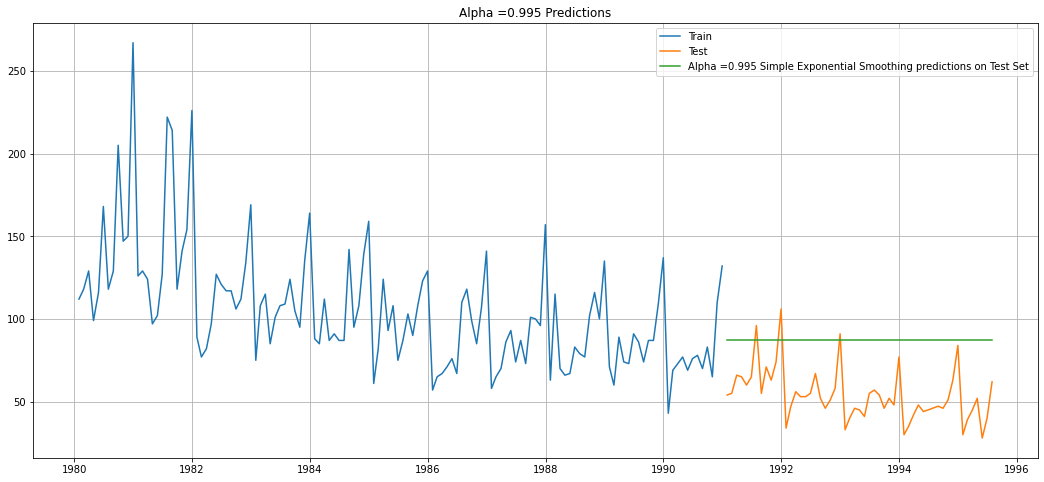 Alpha =0.995 Predictions
Train
Test
Alpha =0.995 Simple Exponential Smoothing predictions on Test Set
250
200
150
100
50
1980 1982 1984 1986 1988 1990 1992 1994 1996